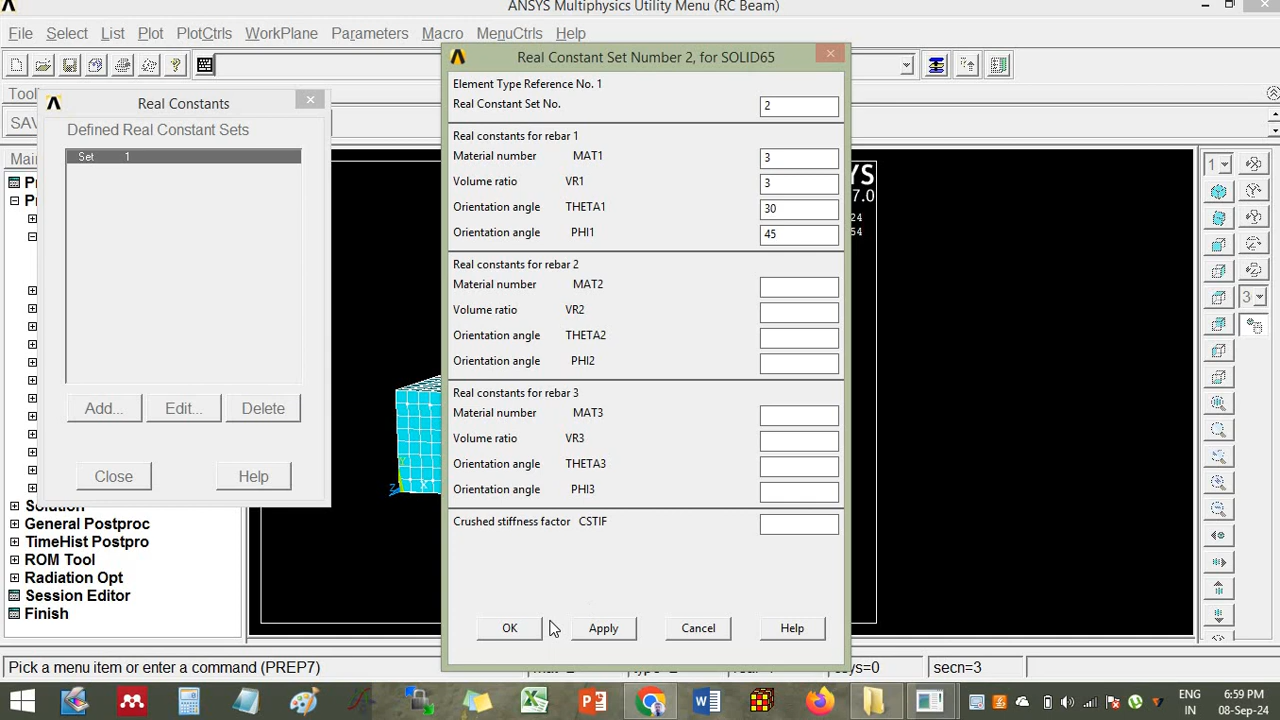 ANSYS Multiphysics Utility Menu (RC Beam)
File Select List Plot PlotCtrls WorkPlane Parameters Macro MenuCtrls Help
Real Constant Set Number 2, for SOLID65
Real Constants
Defined Real Constant Sets
Set 1
Add... Edit... Delete
Close Help
Element Type Reference No. 1
Real Constant Set No. 2
Real constants for rebar 1
Material number MAT1 3
Volume ratio VR1 3
Orientation angle THETA1 30
Orientation angle PHI1 45
Real constants for rebar 2
Material number MAT2
Volume ratio VR2
Orientation angle THETA2
Orientation angle PHI2
Real constants for rebar 3
Material number MAT3
Volume ratio VR3
Orientation angle THETA3
Orientation angle PHI3
Crushed stiffness factor CSTIF
OK Apply Cancel Help
YS
7.0
24
54
1
3
Y
X
Z
General Postproc
TimeHist Postpro
ROM Tool
Radiation Opt
Session Editor
Finish
Pick a menu item or enter a command (PREP7)
secn=3
ENG
IN
6:59 PM
08-Sep-24